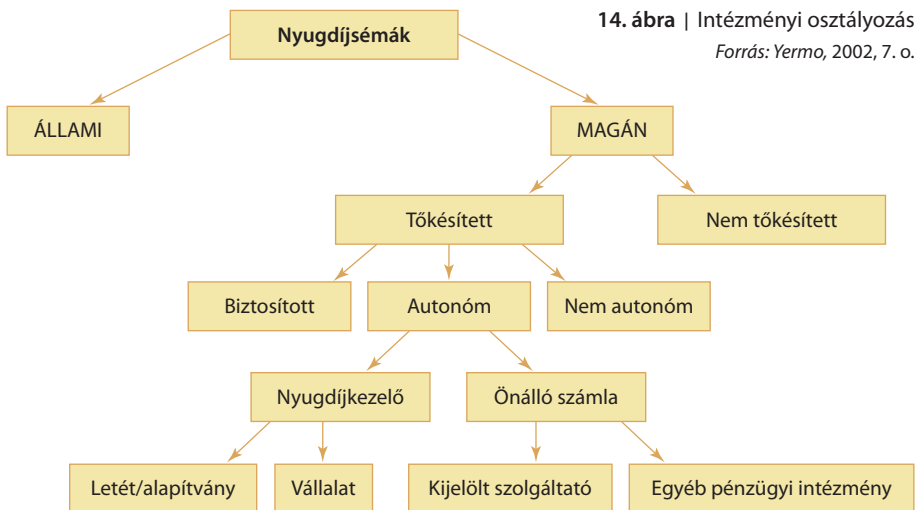 14. ábra | Intézményi osztályozás
Forrás: Yermo, 2002, 7. o.
Nyugdíjsémák
ÁLLAMI
MAGÁN
Tőkésített
Nem tőkésített
Biztosított
Autonóm
Nem autonóm
Nyugdíjkezelő
Önálló számla
Letét/alapítvány
Vállalat
Kijelölt szolgáltató
Egyéb pénzügyi intézmény